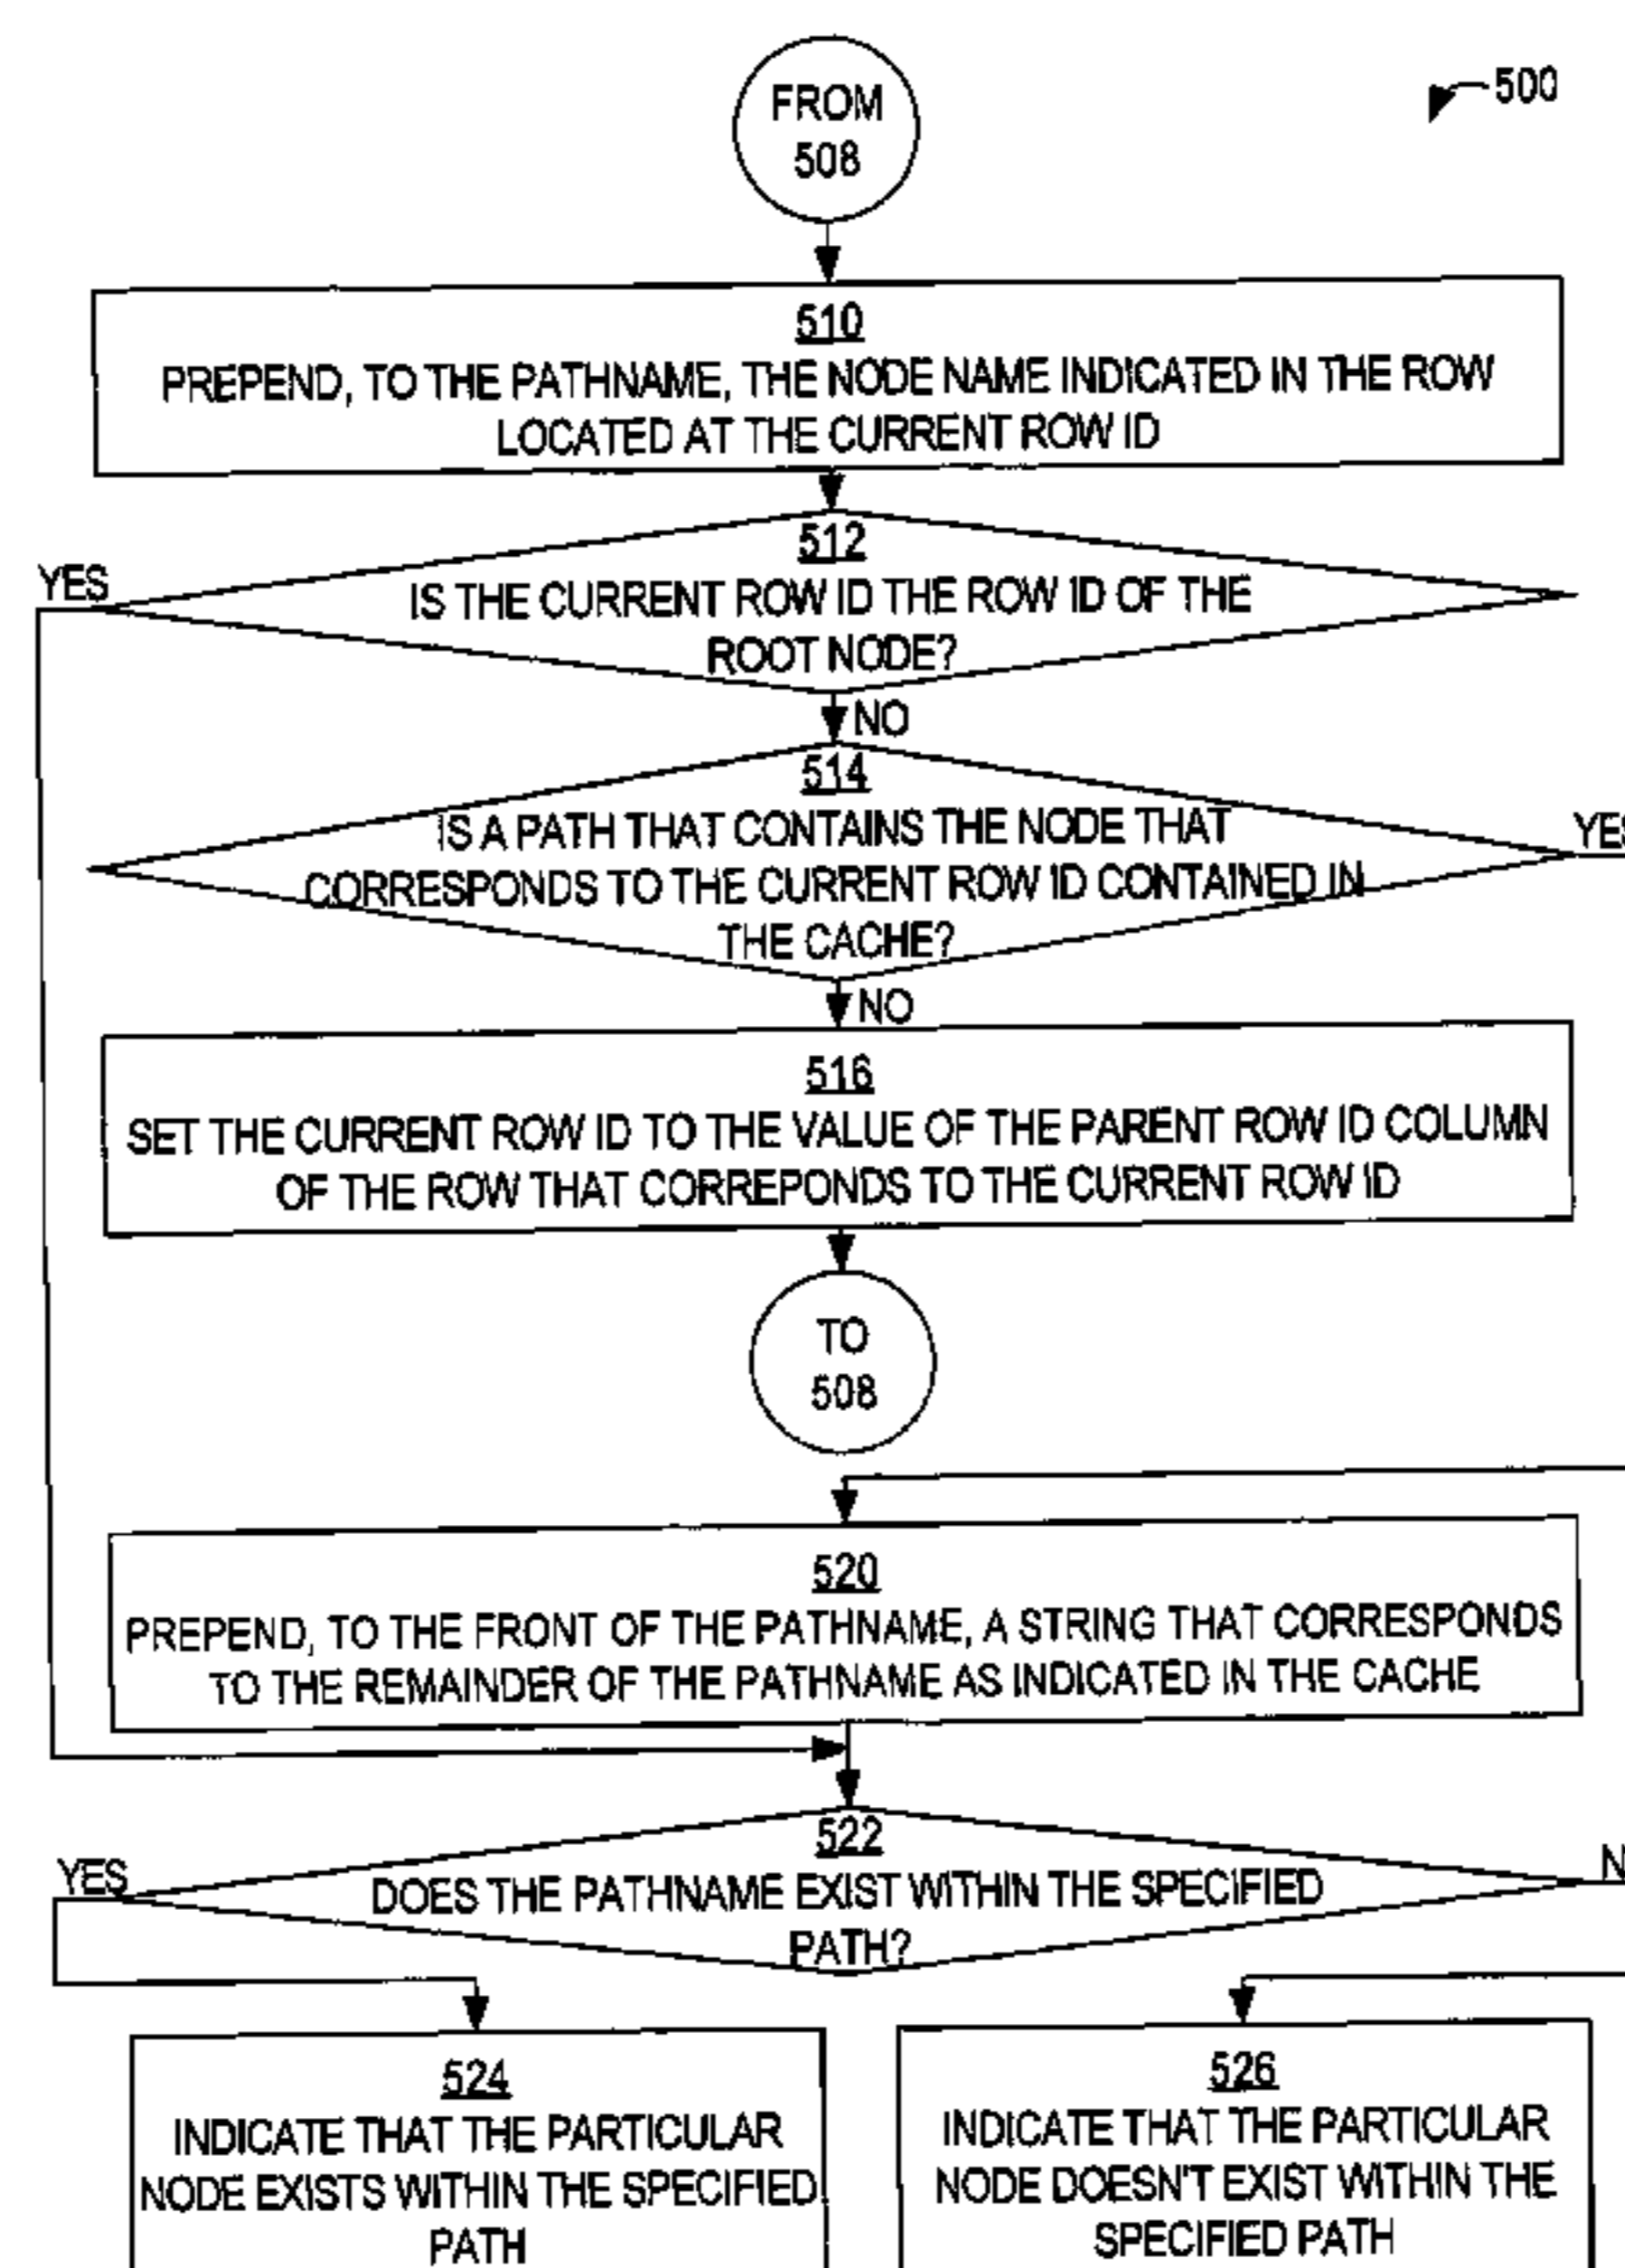 FROM
508
500
510
PREPEND, TO THE PATHNAME, THE NODE NAME INDICATED IN THE ROW
LOCATED AT THE CURRENT ROW ID
512
YES
IS THE CURRENT ROW ID THE ROW ID OF THE
ROOT NODE?
NO
514
IS A PATH THAT CONTAINS THE NODE THAT
YES
CORRESPONDS TO THE CURRENT ROW ID CONTAINED IN
THE CACHE?
NO
516
SET THE CURRENT ROW ID TO THE VALUE OF THE PARENT ROW ID COLUMN
OF THE ROW THAT CORREPONDS TO THE CURRENT ROW ID
TO
508
520
PREPEND, TO THE FRONT OF THE PATHNAME, A STRING THAT CORRESPONDS
TO THE REMAINDER OF THE PATHNAME AS INDICATED IN THE CACHE
522
YES
DOES THE PATHNAME EXIST WITHIN THE SPECIFIED
PATH?
524
INDICATE THAT THE PARTICULAR
NODE EXISTS WITHIN THE SPECIFIED
PATH
526
INDICATE THAT THE PARTICULAR
NODE DOESN'T EXIST WITHIN THE
SPECIFIED PATH